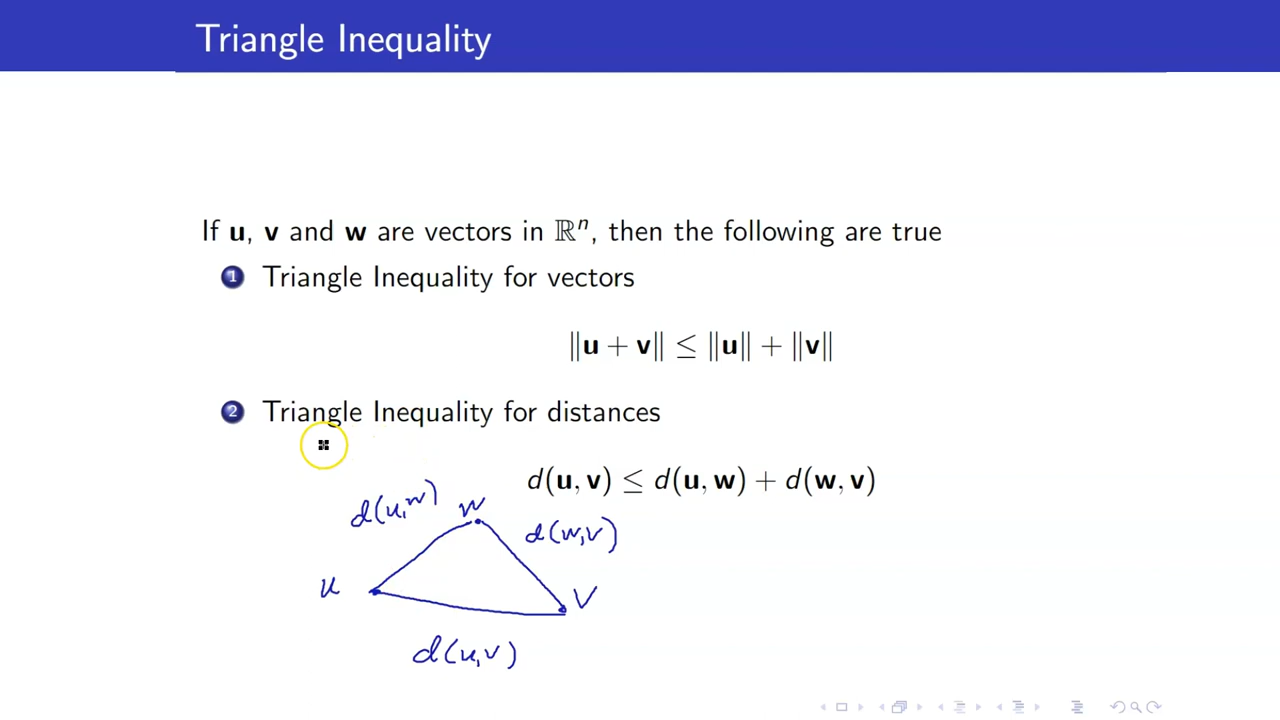 Triangle Inequality
If u, v and w are vectors in ℝⁿ, then the following are true
1 Triangle Inequality for vectors
‖u + v‖ ≤ ‖u‖ + ‖v‖
2 Triangle Inequality for distances
d(u, v) ≤ d(u, w) + d(w, v)
d(u,w) w d(w,v)
u v
d(u,v)